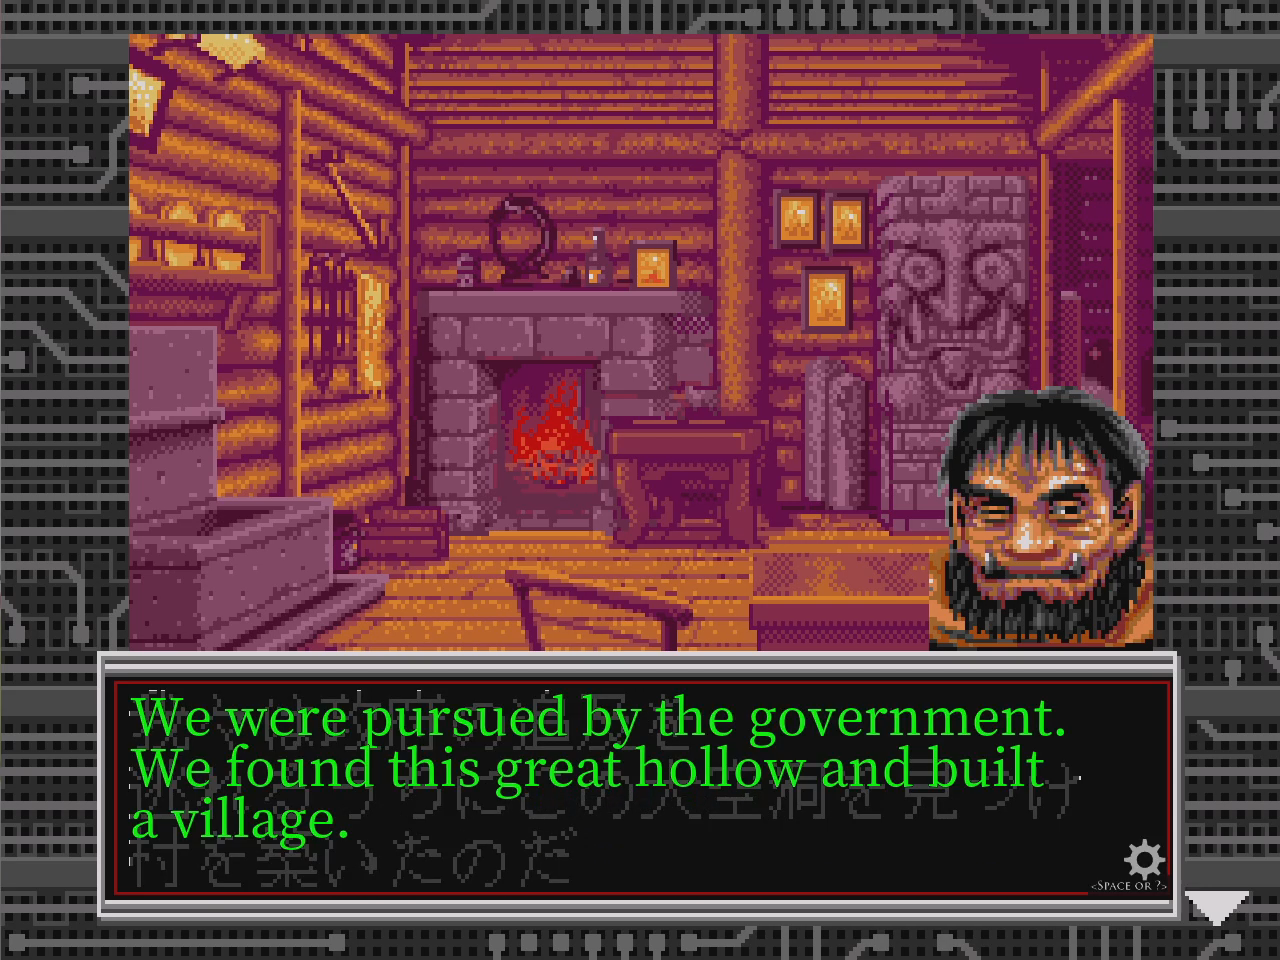 We were pursued by the government.
We found this great hollow and built
a village.
村を築いたのだ
<SPACE OR ?>